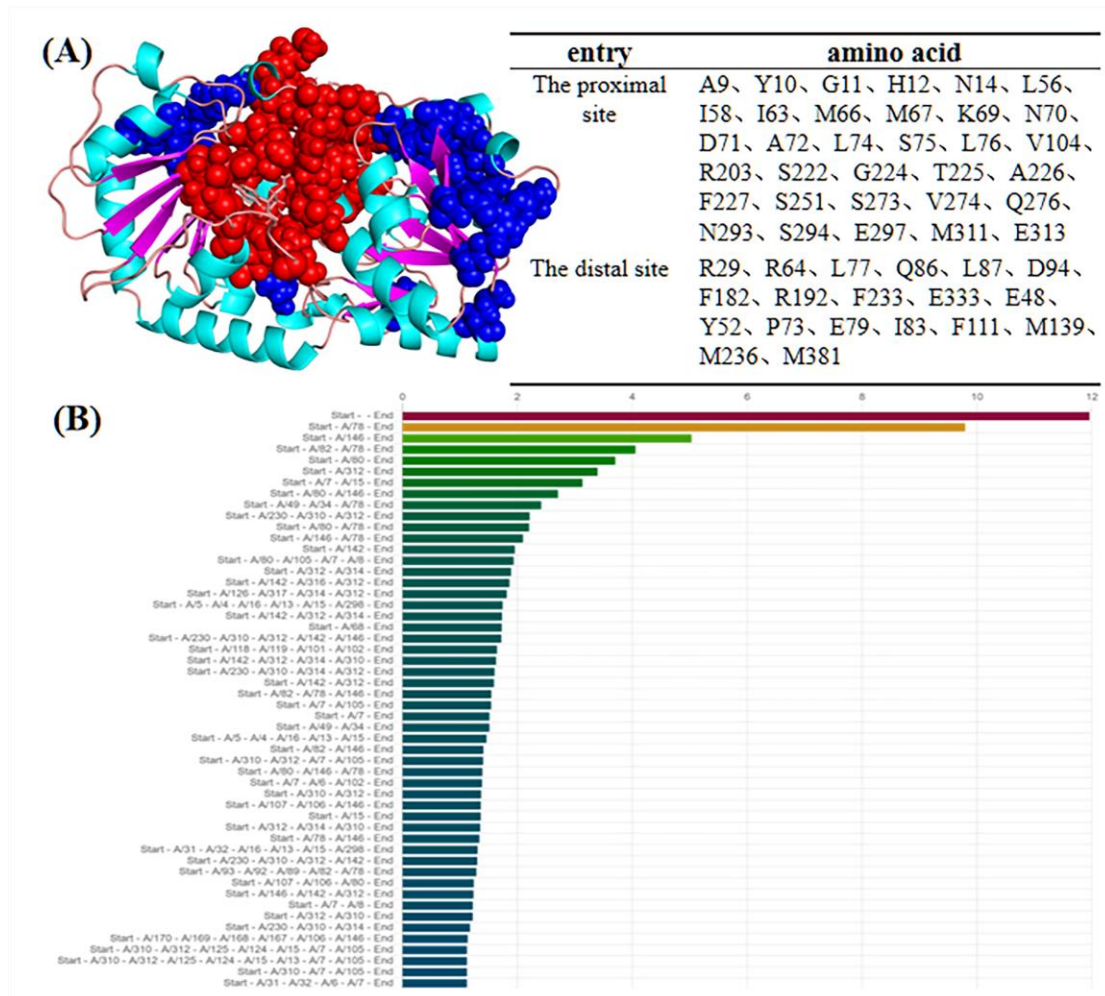 (A)
entry amino acid
The proximal site A9、Y10、G11、H12、N14、L56、
I58、I63、M66、M67、K69、N70、
D71、A72、L74、S75、L76、V104、
R203、S222、G224、T225、A226、
F227、S251、S273、V274、Q276、
N293、S294、E297、M311、E313
The distal site R29、R64、L77、Q86、L87、D94、
F182、R192、F233、E333、E48、
Y52、P73、E79、I83、F111、M139、
M236、M381
(B)
0 2 4 6 8 10 12
Start - - End
Start - A/78 - End
Start - A/146 - End
Start - A/82 - A/78 - End
Start - A/80 - End
Start - A/312 - End
Start - A/7 - A/15 - End
Start - A/80 - A/146 - End
Start - A/49 - A/34 - A/78 - End
Start - A/230 - A/310 - A/312 - End
Start - A/80 - A/78 - End
Start - A/146 - A/78 - End
Start - A/142 - End
Start - A/80 - A/105 - A/7 - A/8 - End
Start - A/312 - A/314 - End
Start - A/142 - A/316 - A/312 - End
Start - A/126 - A/317 - A/314 - A/312 - End
Start - A/5 - A/4 - A/16 - A/13 - A/15 - A/298 - End
Start - A/142 - A/312 - A/314 - End
Start - A/68 - End
Start - A/230 - A/310 - A/312 - A/142 - A/146 - End
Start - A/118 - A/119 - A/101 - A/102 - End
Start - A/142 - A/312 - A/314 - A/310 - End
Start - A/230 - A/310 - A/314 - A/312 - End
Start - A/142 - A/312 - End
Start - A/82 - A/78 - A/146 - End
Start - A/7 - A/105 - End
Start - A/7 - End
Start - A/49 - A/34 - End
Start - A/5 - A/4 - A/16 - A/13 - A/15 - End
Start - A/82 - A/146 - End
Start - A/310 - A/312 - A/7 - A/105 - End
Start - A/80 - A/146 - A/78 - End
Start - A/7 - A/6 - A/102 - End
Start - A/310 - A/312 - End
Start - A/107 - A/106 - A/146 - End
Start - A/15 - End
Start - A/312 - A/314 - A/310 - End
Start - A/78 - A/146 - End
Start - A/31 - A/32 - A/16 - A/13 - A/15 - A/298 - End
Start - A/230 - A/310 - A/312 - A/142 - End
Start - A/93 - A/92 - A/89 - A/82 - A/78 - End
Start - A/107 - A/106 - A/80 - End
Start - A/146 - A/142 - A/312 - End
Start - A/7 - A/8 - End
Start - A/312 - A/310 - End
Start - A/230 - A/310 - A/314 - End
Start - A/170 - A/169 - A/168 - A/167 - A/106 - A/146 - End
Start - A/310 - A/312 - A/125 - A/124 - A/15 - A/7 - A/105 - End
Start - A/310 - A/312 - A/125 - A/124 - A/15 - A/13 - A/7 - A/105 - End
Start - A/310 - A/7 - A/105 - End
Start - A/31 - A/32 - A/6 - A/7 - End